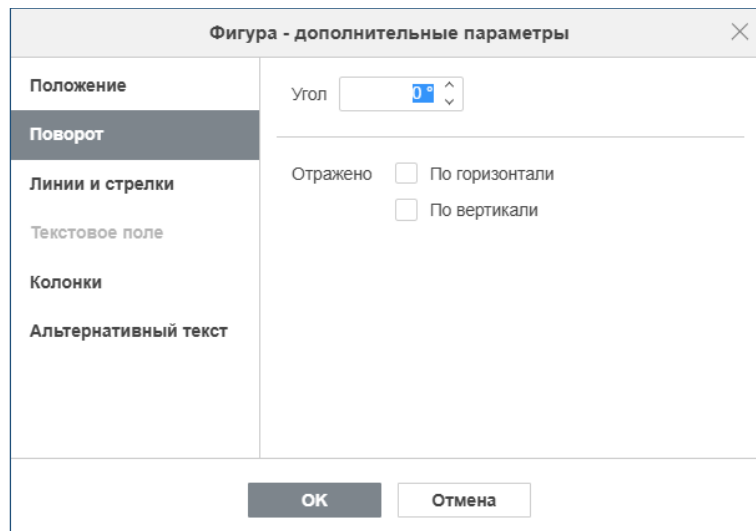 Фигура - дополнительные параметры
Положение
Поворот
Линии и стрелки
Текстовое поле
Колонки
Альтернативный текст
Угол 0 °
Отражено По горизонтали
По вертикали
OK Отмена